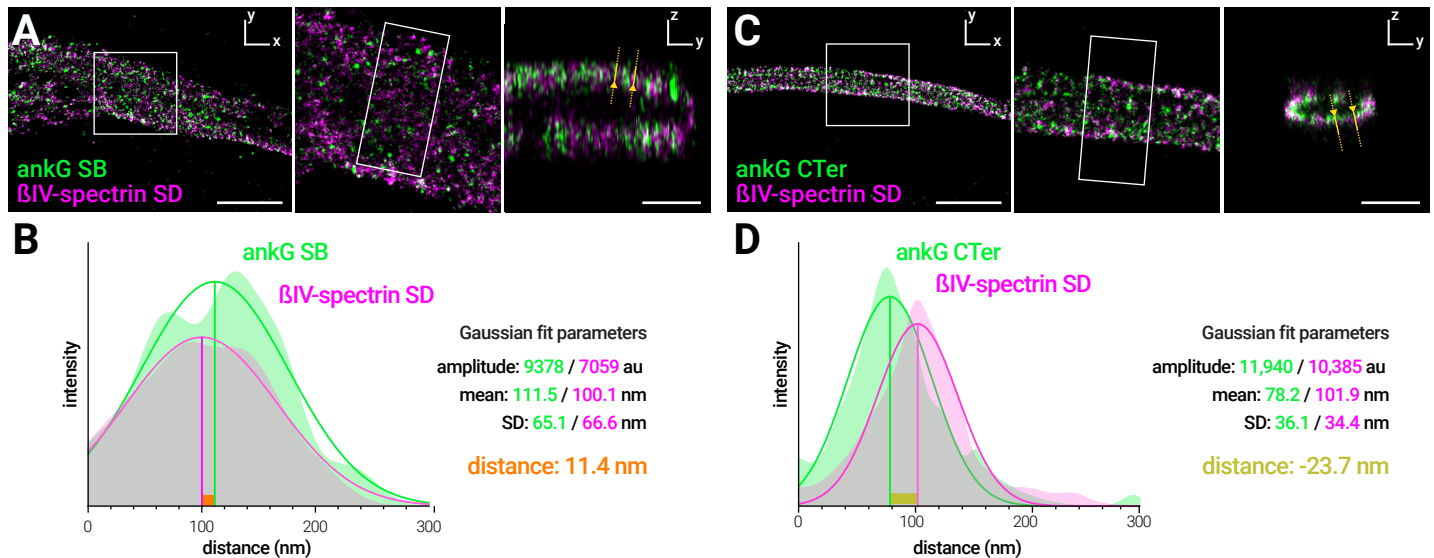 A
y
x
z
y
ankG SB
ßIV-spectrin SD
C
y
x
z
y
ankG CTer
ßIV-spectrin SD
B
ankG SB
ßIV-spectrin SD
intensity
Gaussian fit parameters
amplitude: 9378 / 7059 au
mean: 111.5 / 100.1 nm
SD: 65.1 / 66.6 nm
distance: 11.4 nm
0 100 200 300
distance (nm)
D
ankG CTer
ßIV-spectrin SD
intensity
Gaussian fit parameters
amplitude: 11,940 / 10,385 au
mean: 78.2 / 101.9 nm
SD: 36.1 / 34.4 nm
distance: -23.7 nm
0 100 200 300
distance (nm)